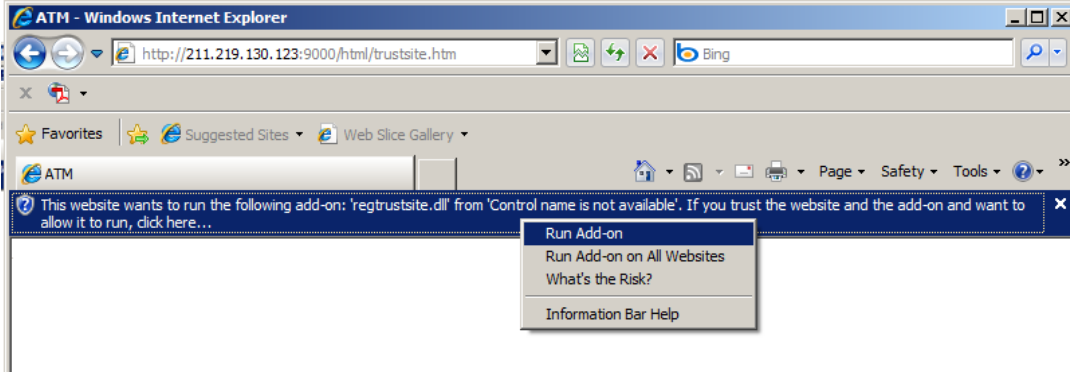 ATM - Windows Internet Explorer
http://211.219.130.123:9000/html/trustsite.htm
Bing
Favorites Suggested Sites Web Slice Gallery
ATM Page Safety Tools
This website wants to run the following add-on: 'regtrustsite.dll' from 'Control name is not available'. If you trust the website and the add-on and want to
allow it to run, click here...
Run Add-on
Run Add-on on All Websites
What's the Risk?
Information Bar Help